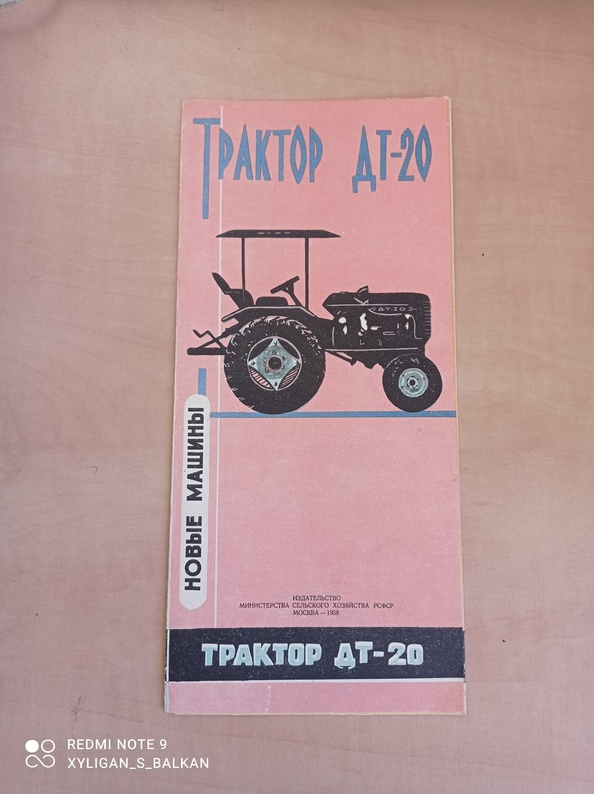 ТРАКТОР ДТ-20
ДТ-20
НОВЫЕ МАШИНЫ
ИЗДАТЕЛЬСТВО
МИНИСТЕРСТВА СЕЛЬСКОГО ХОЗЯЙСТВА РСФСР
МОСКВА — 1958
ТРАКТОР ДТ-20
REDMI NOTE 9
XYLIGAN_S_BALKAN